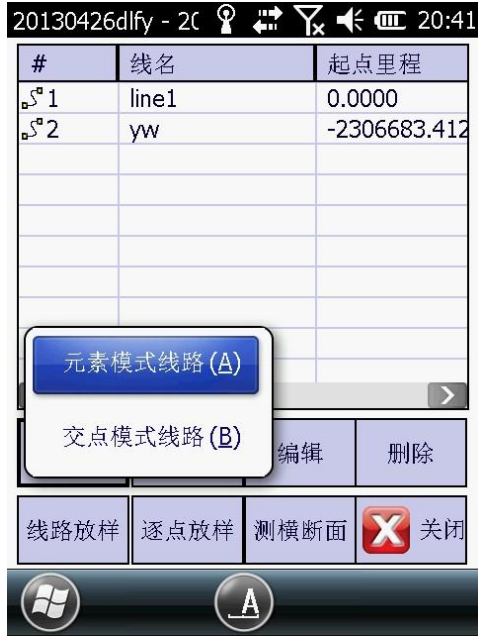 20130426dlfy - 20 20:41
# 线名 起点里程
1 line1 0.0000
2 yw -2306683.412
元素模式线路(A)
交点模式线路(B)
编辑 删除
线路放样 逐点放样 测横断面 关闭
A